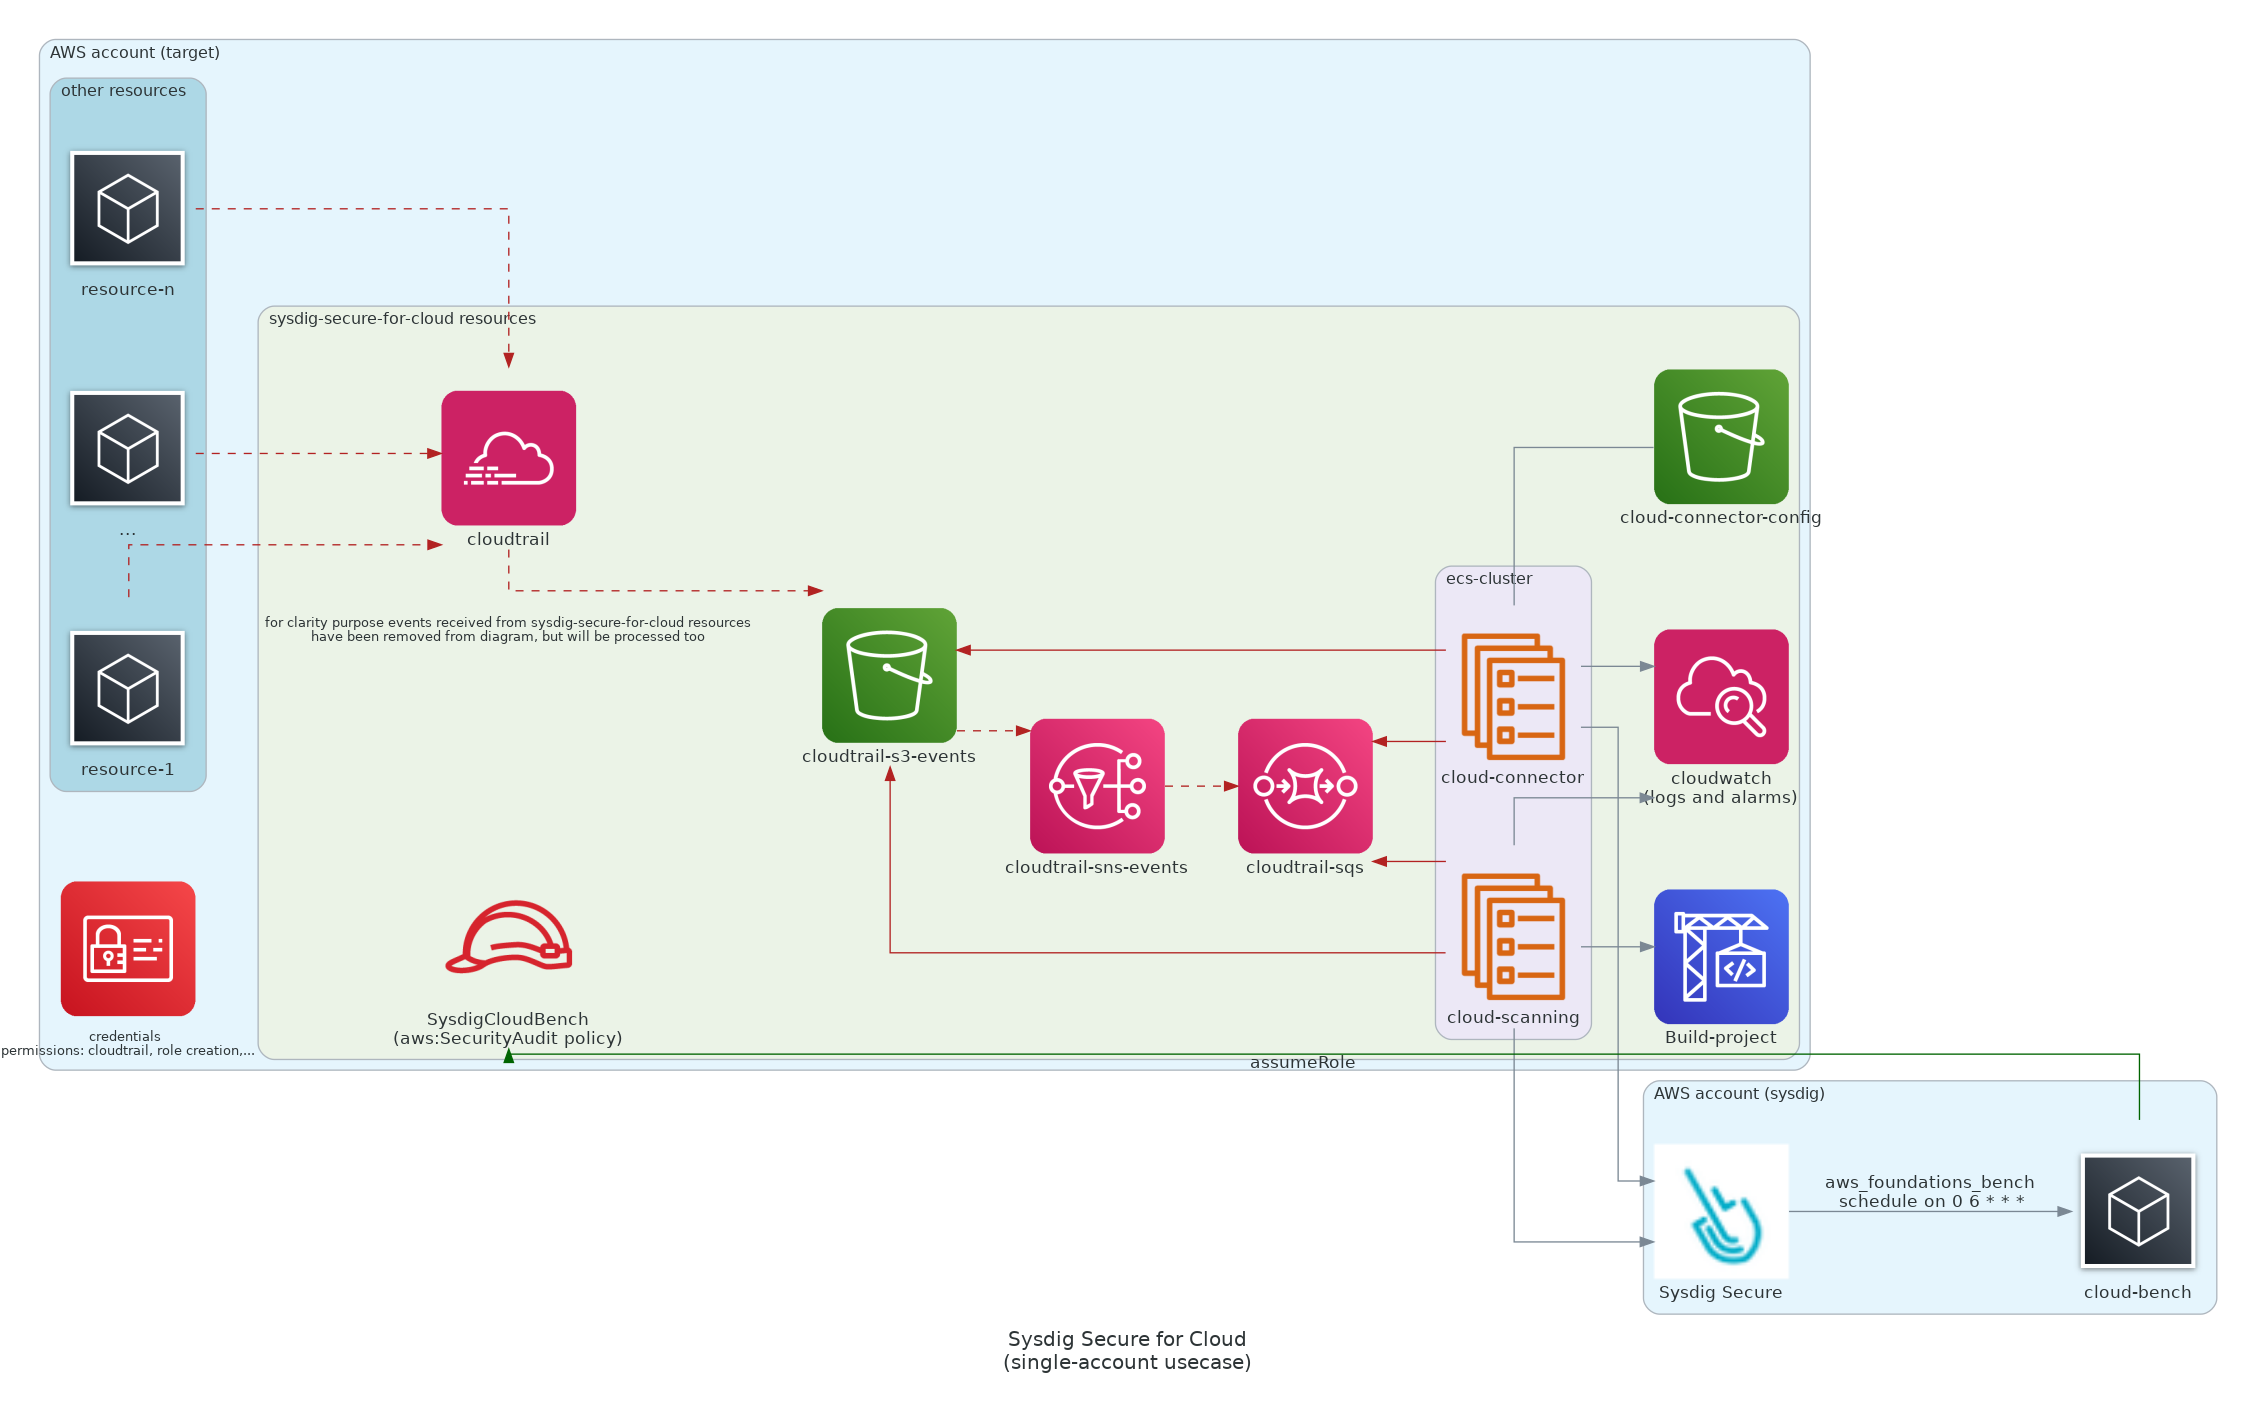 AWS account (target)
other resources
resource-n
sysdig-secure-for-cloud resources
...
cloudtrail
cloud-connector-config
ecs-cluster
for clarity purpose events received from sysdig-secure-for-cloud resources
have been removed from diagram, but will be processed too
resource-1
cloudtrail-s3-events
cloud-connector
cloudwatch
(logs and alarms)
cloudtrail-sns-events
cloudtrail-sqs
credentials
permissions: cloudtrail, role creation,...
SysdigCloudBench
(aws:SecurityAudit policy)
cloud-scanning
Build-project
assumeRole
AWS account (sysdig)
aws_foundations_bench
schedule on 0 6 * * *
Sysdig Secure
cloud-bench
Sysdig Secure for Cloud
(single-account usecase)